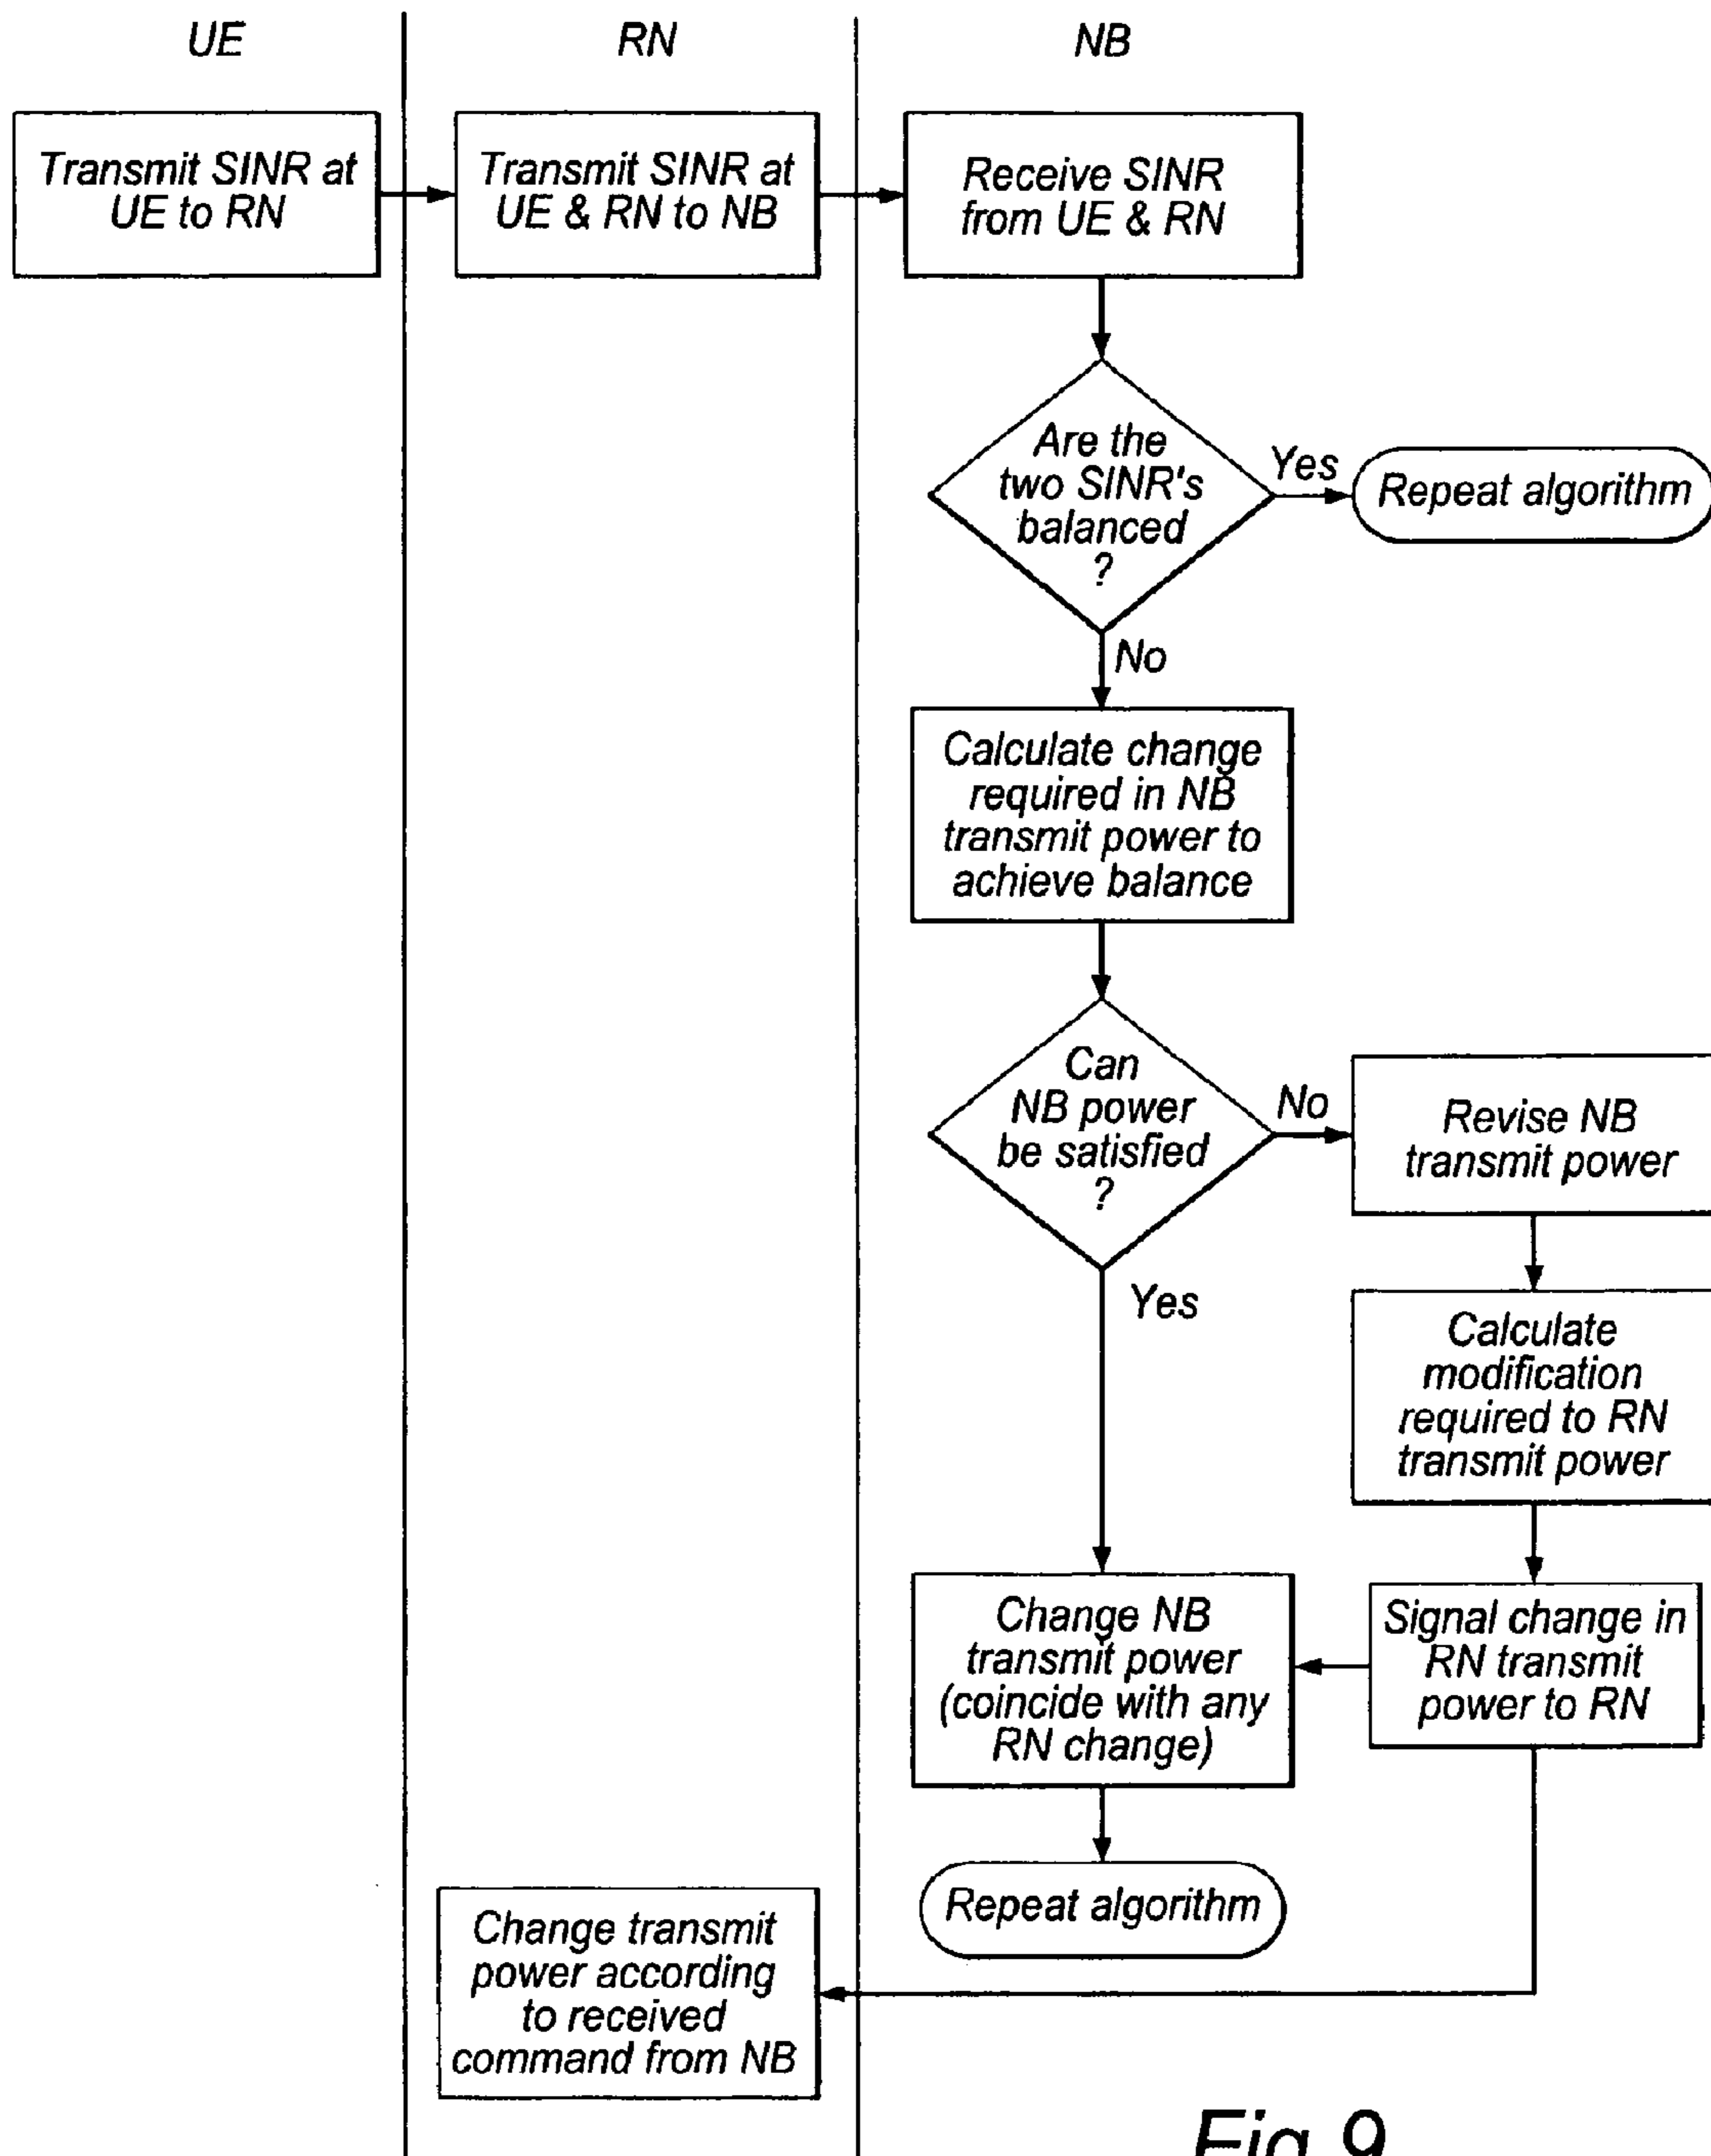 UE
RN
NB
Transmit SINR at
UE to RN
Transmit SINR at
UE & RN to NB
Receive SINR
from UE & RN
Are the
two SINR's
balanced
?
Yes
Repeat algorithm
No
Calculate change
required in NB
transmit power to
achieve balance
Can
NB power
be satisfied
?
No
Revise NB
transmit power
Yes
Calculate
modification
required to RN
transmit power
Change NB
transmit power
(coincide with any
RN change)
Signal change in
RN transmit
power to RN
Repeat algorithm
Change transmit
power according
to received
command from NB
Fig.9